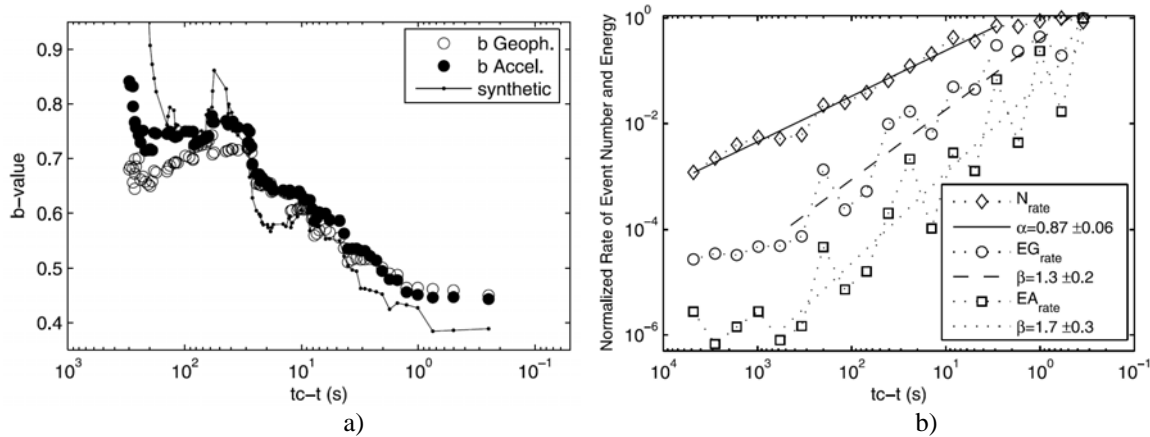 b Geoph.
b Accel.
synthetic
0.9
0.8
0.7
0.6
0.5
0.4
b-value
10³ 10² 10¹ 10⁰ 10⁻¹
tc-t (s)
a)
Normalized Rate of Event Number and Energy
10⁰
10⁻²
10⁻⁴
10⁻⁶
N_rate
α=0.87 ±0.06
EG_rate
β=1.3 ±0.2
EA_rate
β=1.7 ±0.3
10⁴ 10³ 10² 10¹ 10⁰ 10⁻¹
tc-t (s)
b)